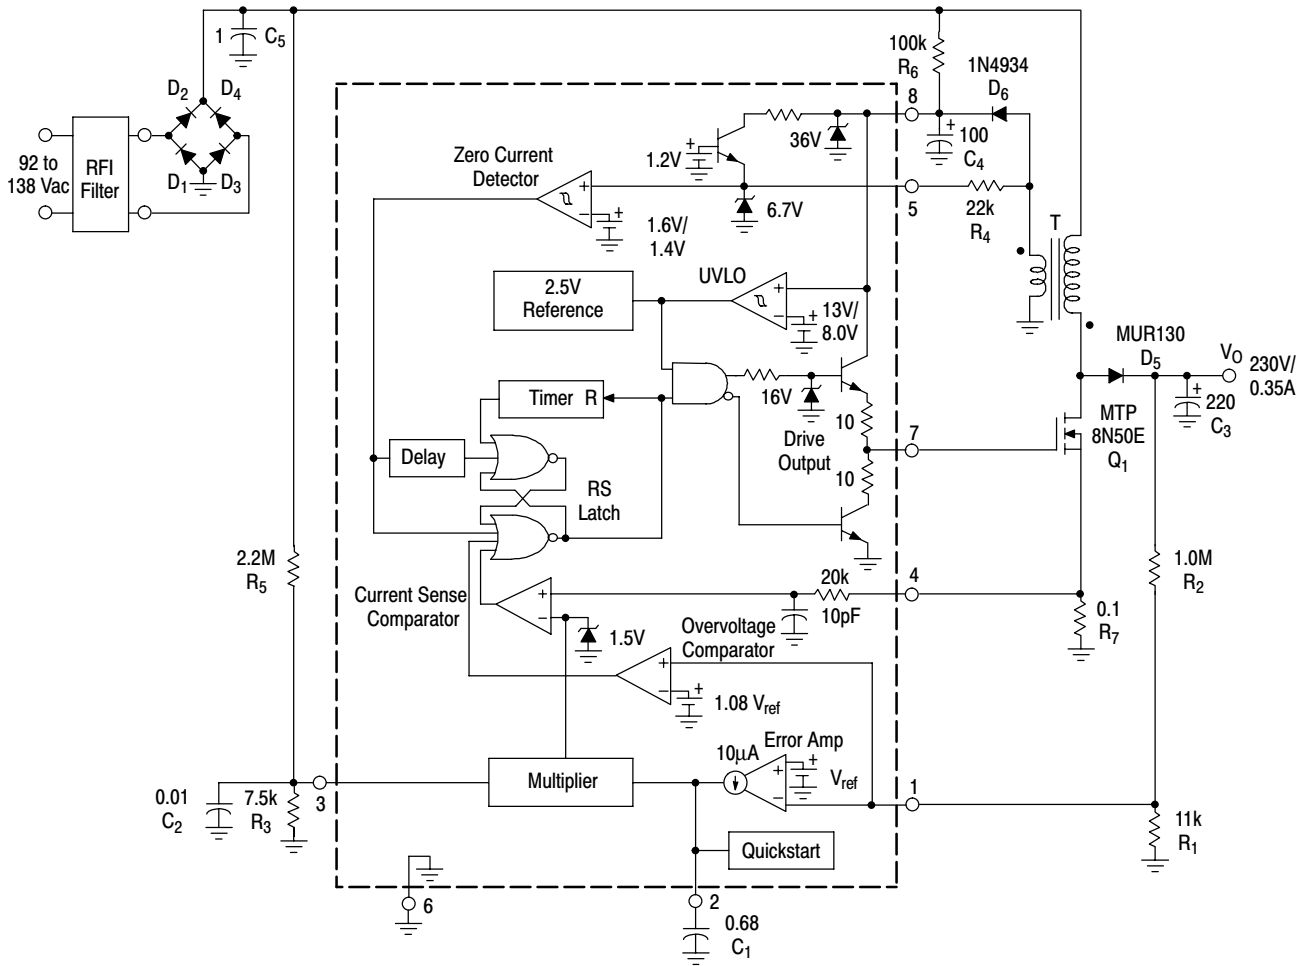 1
C5
100k
R6
1N4934
D6
8
D2
D4
92 to
138 Vac
RFI
Filter
D1
D3
36V
+
100
C4
+
1.2V
Zero Current
Detector
+
−
+
1.6V/
1.4V
6.7V
5
22k
R4
T
2.5V
Reference
UVLO
+
−
+
13V/
8.0V
MUR130
D5
VO
230V/
0.35A
Timer
R
16V
10
+
220
C3
Drive
Output
7
MTP
8N50E
Q1
Delay
10
RS
Latch
2.2M
R5
Current Sense
Comparator
+
−
1.5V
20k
10pF
4
1.0M
R2
0.1
R7
Overvoltage
Comparator
+
−
+
1.08 Vref
Multiplier
10µA
Error Amp
+
−
+
Vref
1
0.01
C2
7.5k
R3
3
11k
R1
Quickstart
6
2
0.68
C1